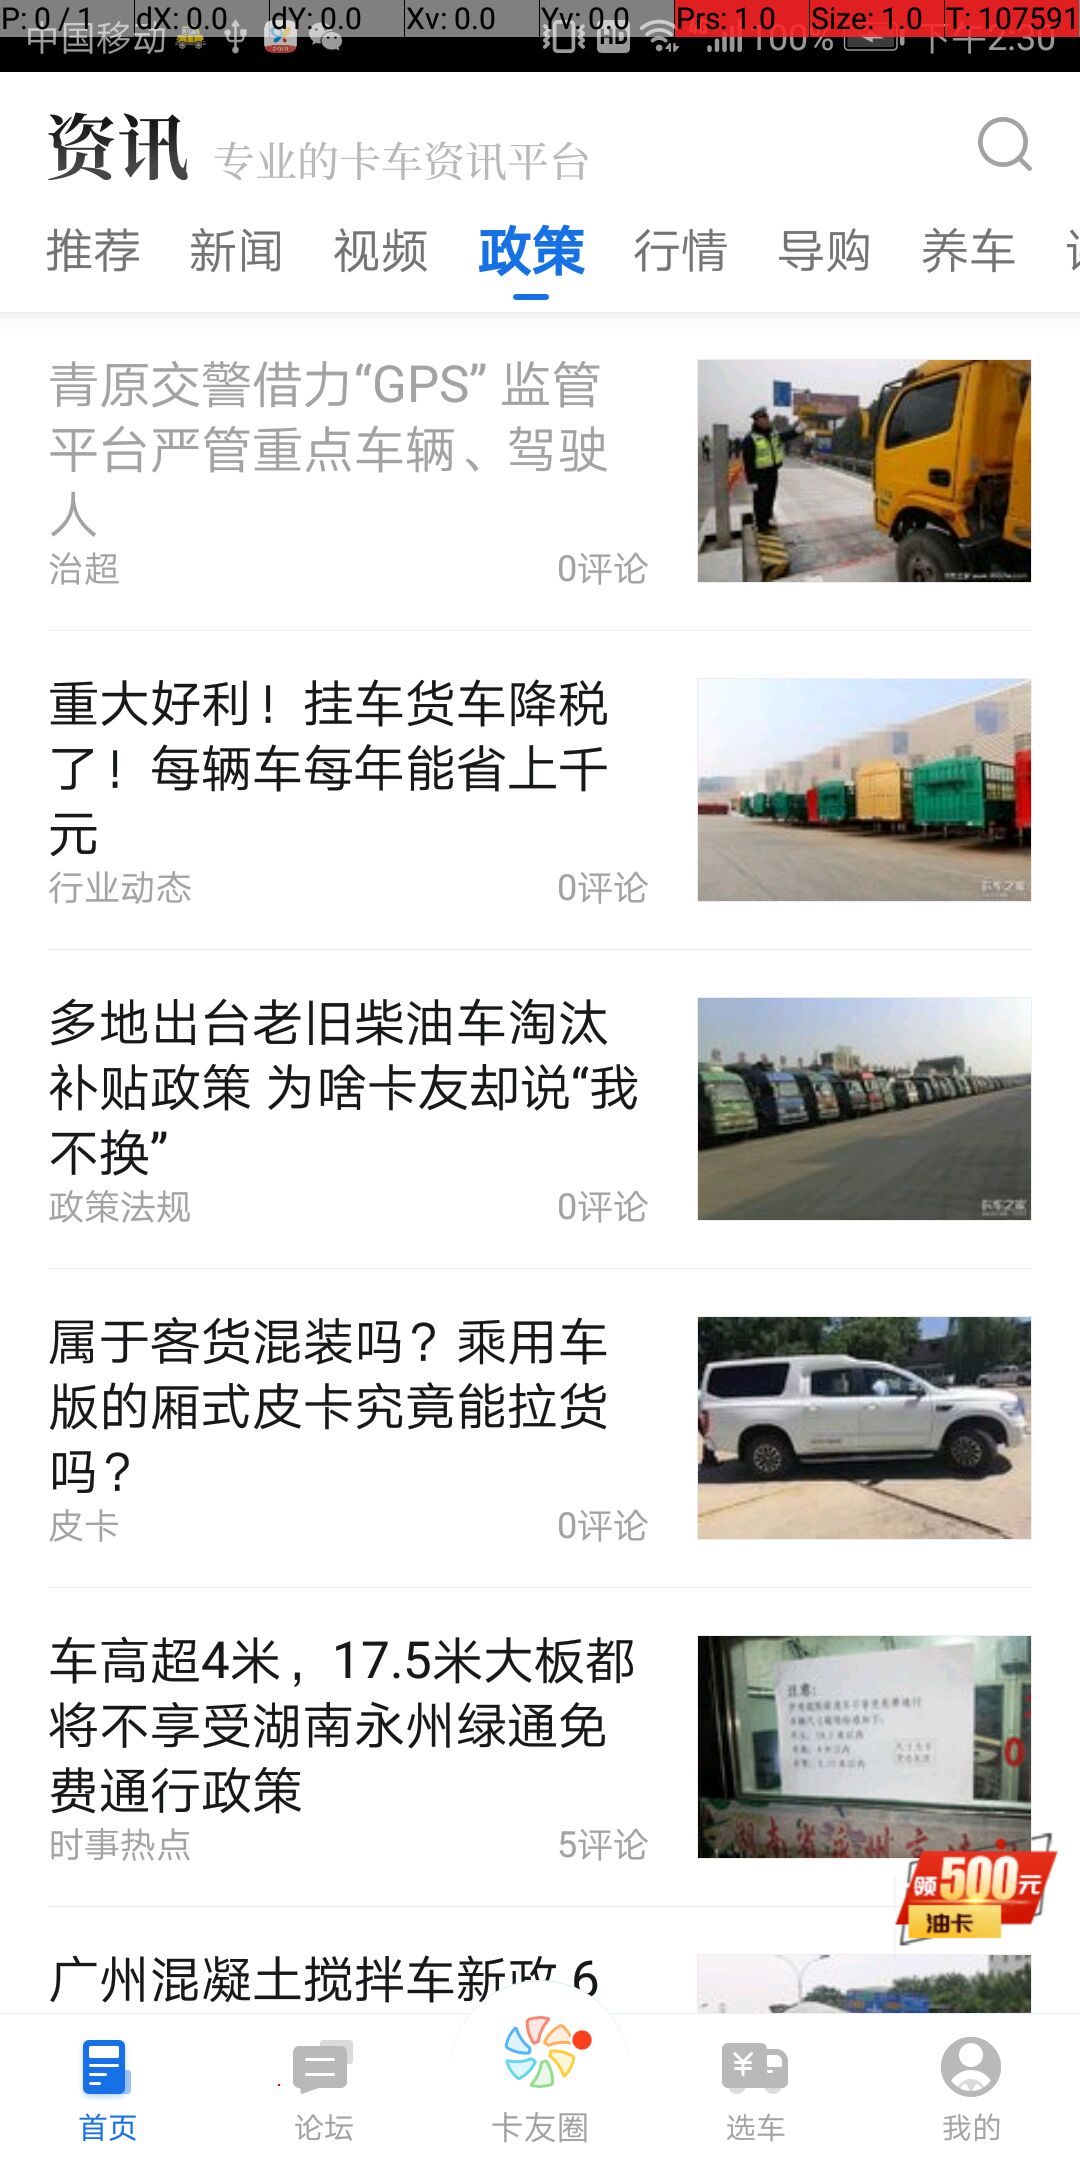 P: 0 / 1 dX: 0.0 dY: 0.0 Xv: 0.0 Yv: 0.0 Prs: 1.0 Size: 1.0 T: 107591
中国移动 HD 100% 下午2:30
资讯 专业的卡车资讯平台
推荐 新闻 视频 政策 行情 导购 养车
青原交警借力“GPS” 监管
平台严管重点车辆、驾驶
人
治超 0评论
重大好利！挂车货车降税
了！每辆车每年能省上千
元
行业动态 0评论
卡车之家
多地出台老旧柴油车淘汰
补贴政策 为啥卡友却说“我
不换”
政策法规 0评论
卡车之家
属于客货混装吗？乘用车
版的厢式皮卡究竟能拉货
吗？
皮卡 0评论
车高超4米，17.5米大板都
将不享受湖南永州绿通免
费通行政策
时事热点 5评论
注意：
领500元
油卡
广州混凝土搅拌车新政 6
首页 论坛 卡友圈 选车 我的